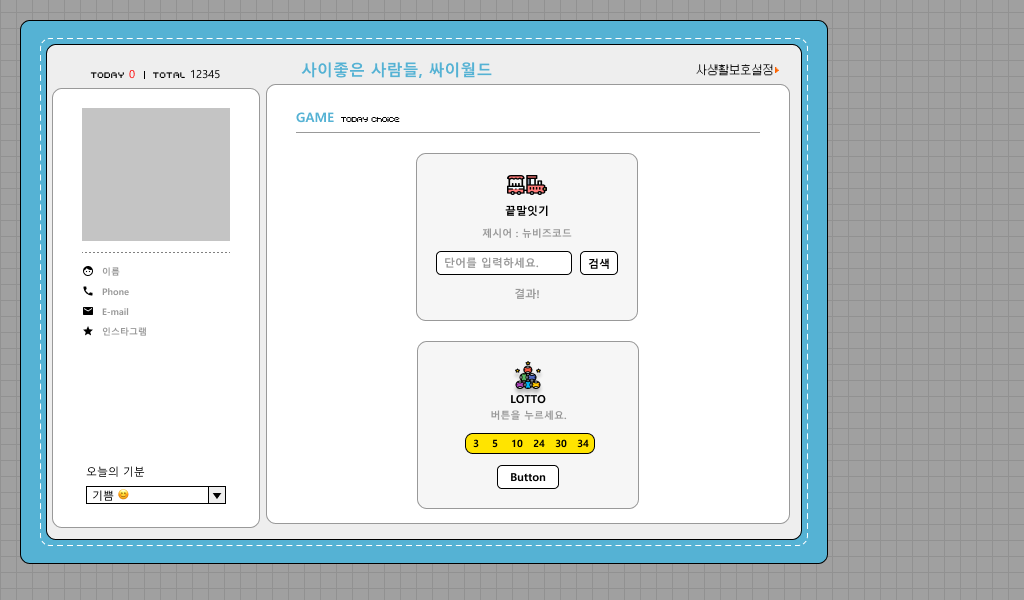 TODAY 0 | TOTAL 12345
사이좋은 사람들, 싸이월드
사생활보호설정
이름
Phone
E-mail
인스타그램
오늘의 기분
기쁨 😊
GAME TODAY CHOICE
끝말잇기
제시어 : 뉴비즈코드
단어를 입력하세요. 검색
결과!
LOTTO
버튼을 누르세요.
3 5 10 24 30 34
Button